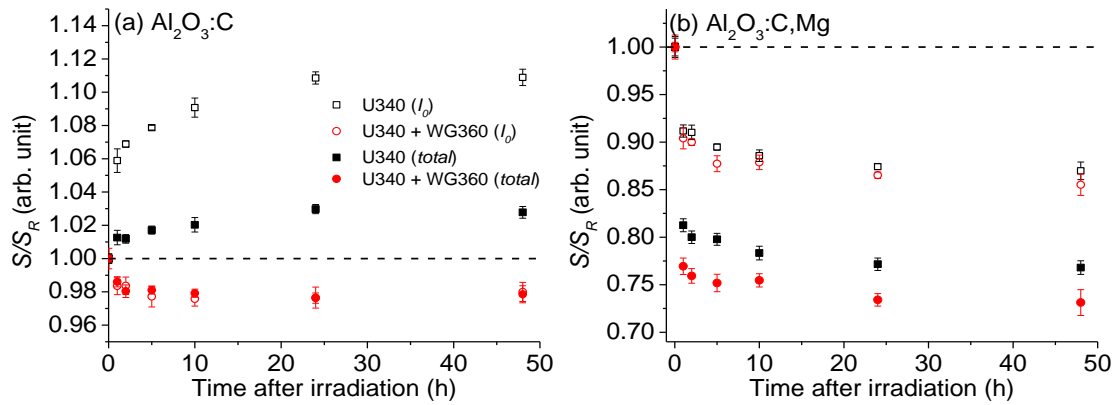 (a) Al₂O₃:C
S/S_R (arb. unit)
1.14
1.12
1.10
1.08
1.06
1.04
1.02
1.00
0.98
0.96
U340 (I₀)
U340 + WG360 (I₀)
U340 (total)
U340 + WG360 (total)
0 10 20 30 40 50
Time after irradiation (h)
(b) Al₂O₃:C,Mg
S/S_R (arb. unit)
1.00
0.95
0.90
0.85
0.80
0.75
0.70
0 10 20 30 40 50
Time after irradiation (h)